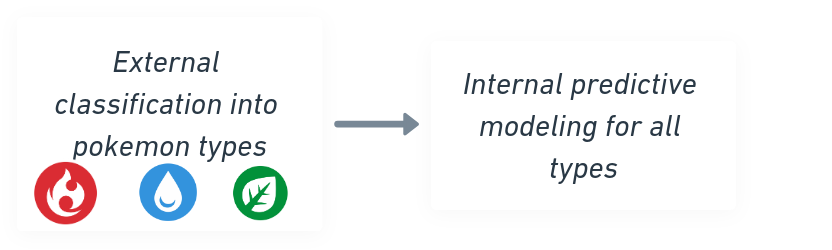 External
classification into
pokemon types
Internal predictive
modeling for all
types